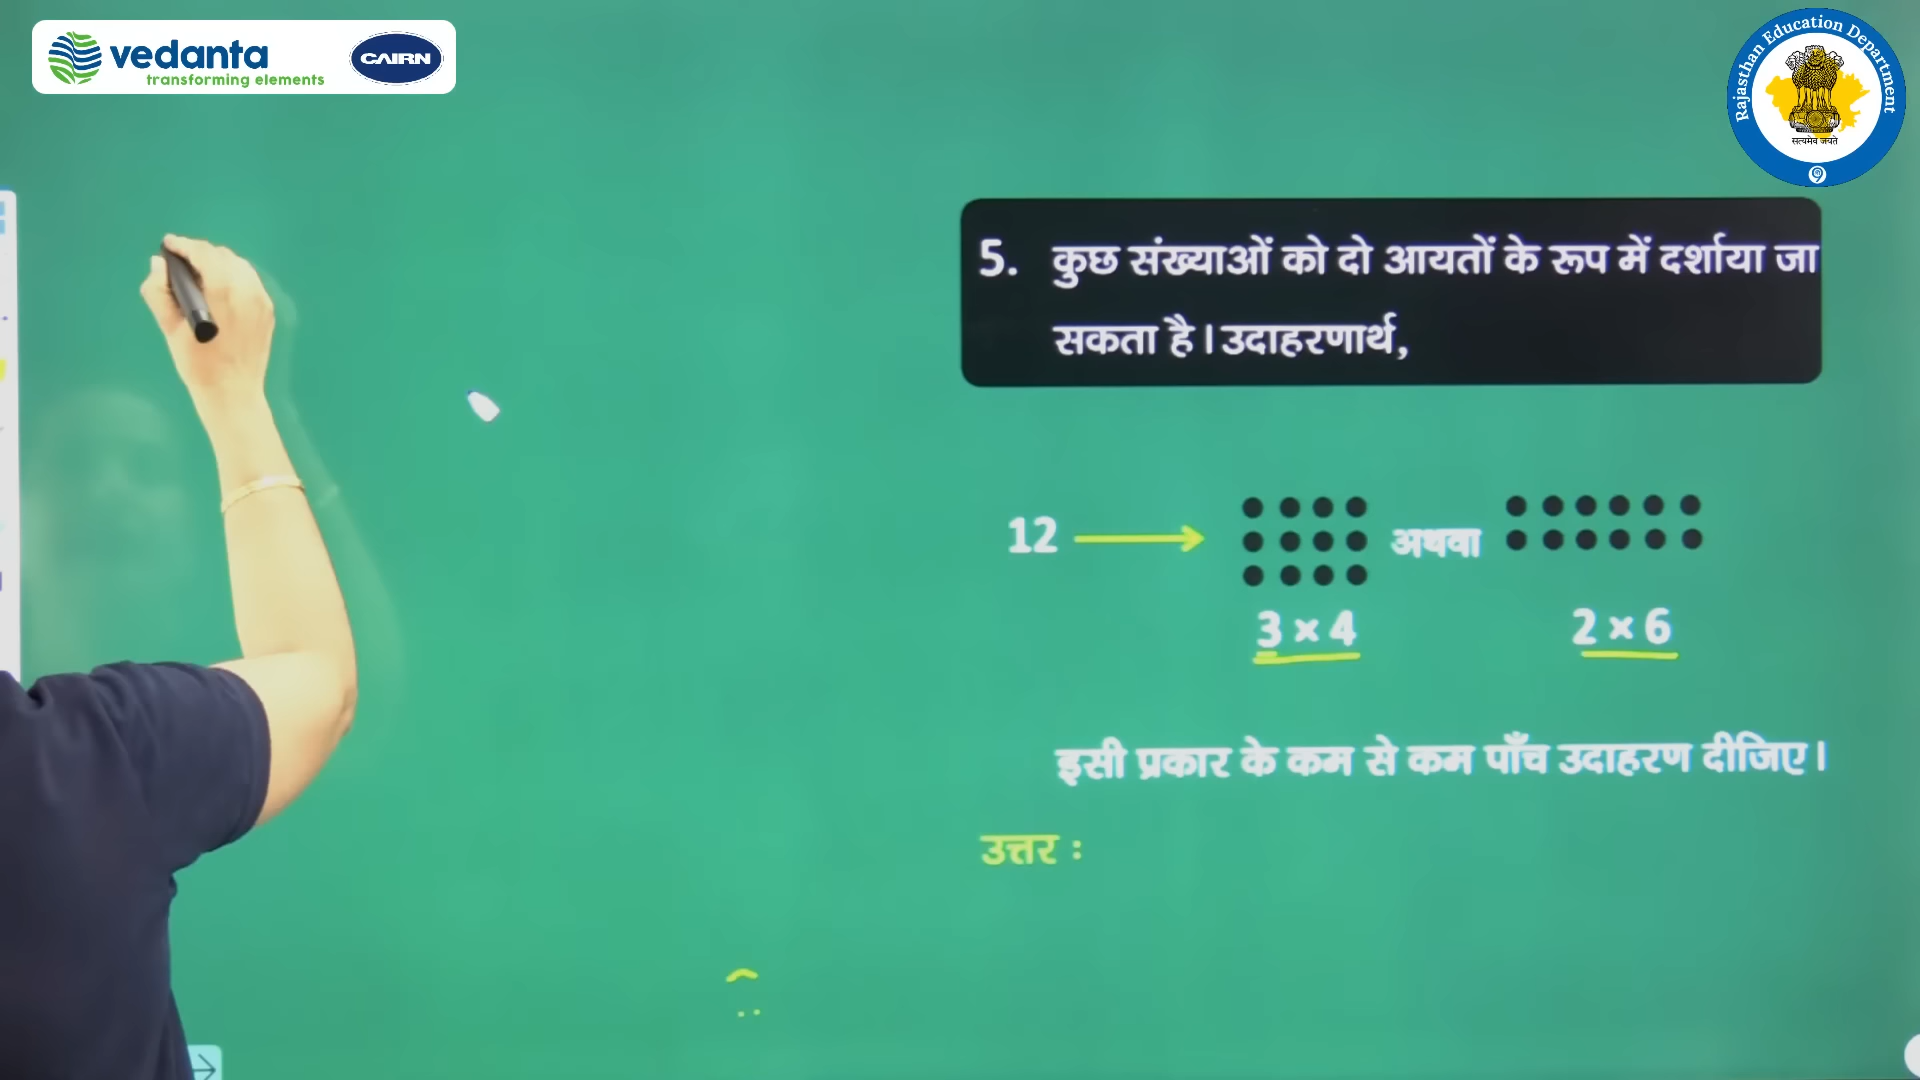 vedanta
transforming elements
CAIRN
Rajasthan Education Department
सत्यमेव जयते
5. कुछ संख्याओं को दो आयतों के रूप में दर्शाया जा
सकता है। उदाहरणार्थ,
12 अथवा
3 × 4 2 × 6
इसी प्रकार के कम से कम पाँच उदाहरण दीजिए।
उत्तर :